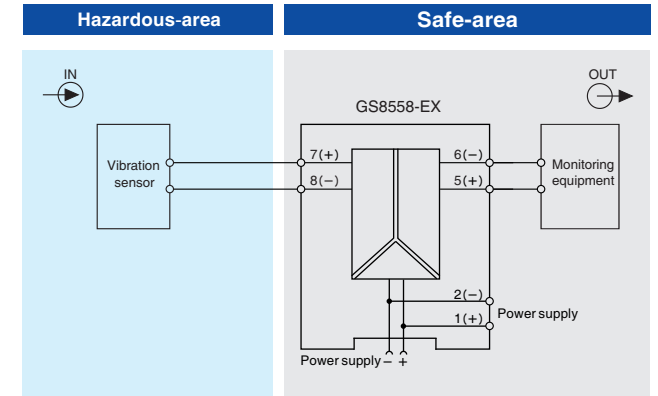 Hazardous-area
Safe-area
IN
OUT
GS8558-EX
Vibration
sensor
7(+)
8(−)
6(−)
5(+)
Monitoring
equipment
2(−)
1(+)
Power supply
Power supply − +